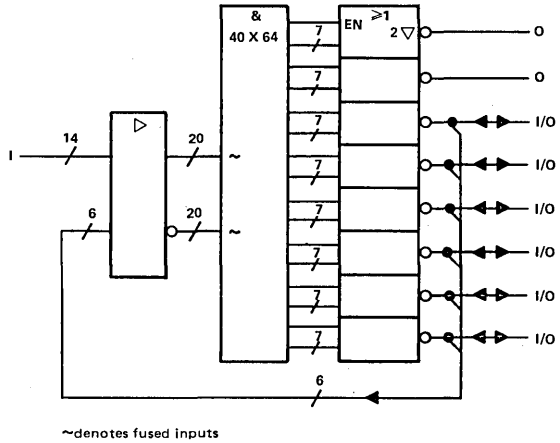 &
40 X 64
7
EN ≥1
2 ▽
O
7
O
7
I/O
I 14 ▷ 20 ~
7
I/O
7
I/O
6 20 ~
7
I/O
7
I/O
7
I/O
6
~denotes fused inputs